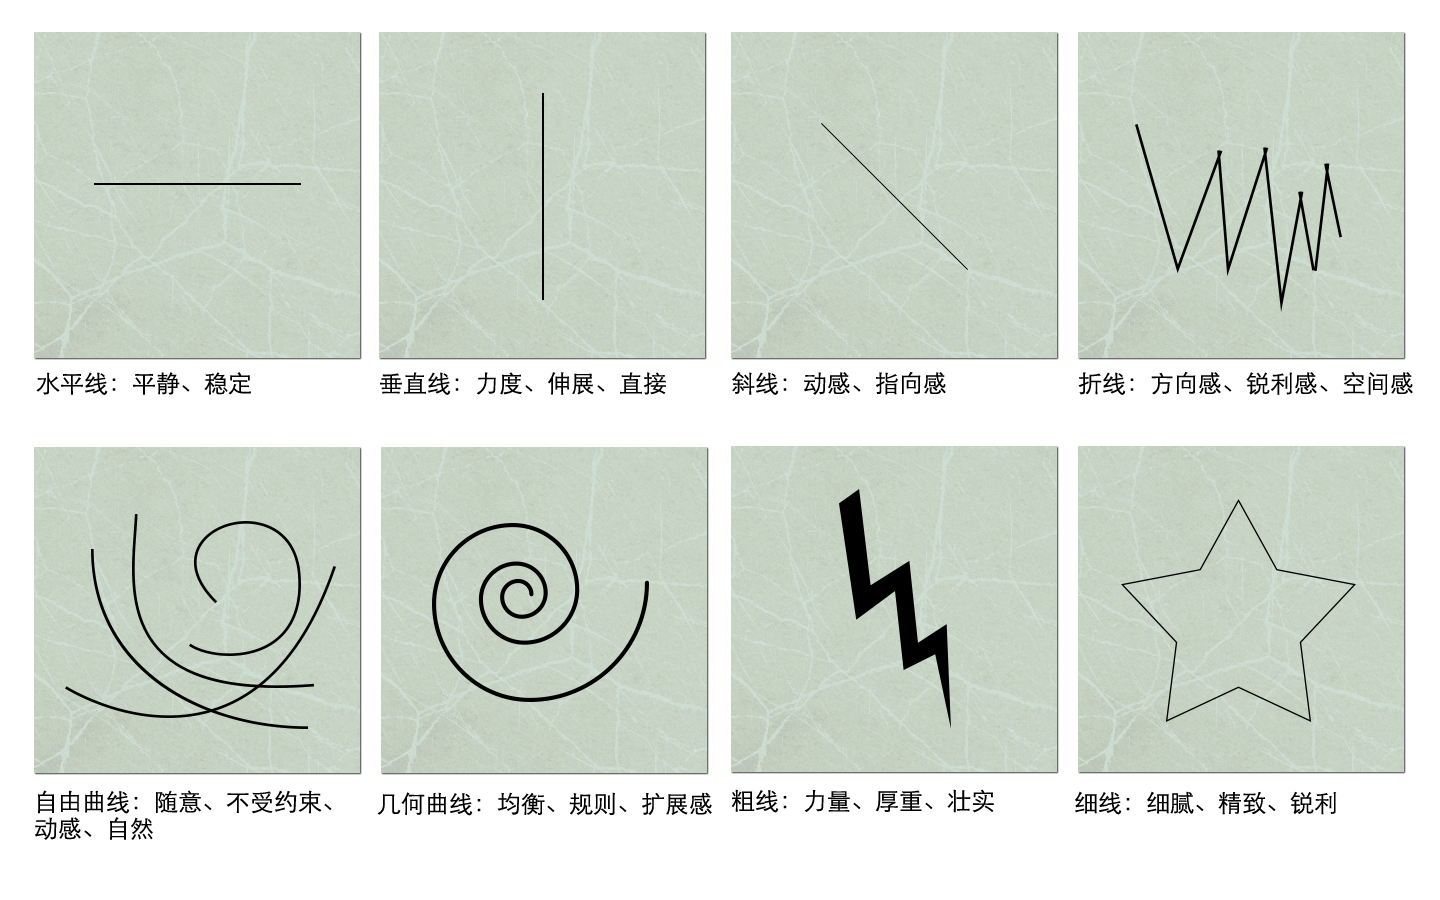 水平线：平静、稳定
垂直线：力度、伸展、直接
斜线：动感、指向感
折线：方向感、锐利感、空间感
自由曲线：随意、不受约束、
动感、自然
几何曲线：均衡、规则、扩展感
粗线：力量、厚重、壮实
细线：细腻、精致、锐利